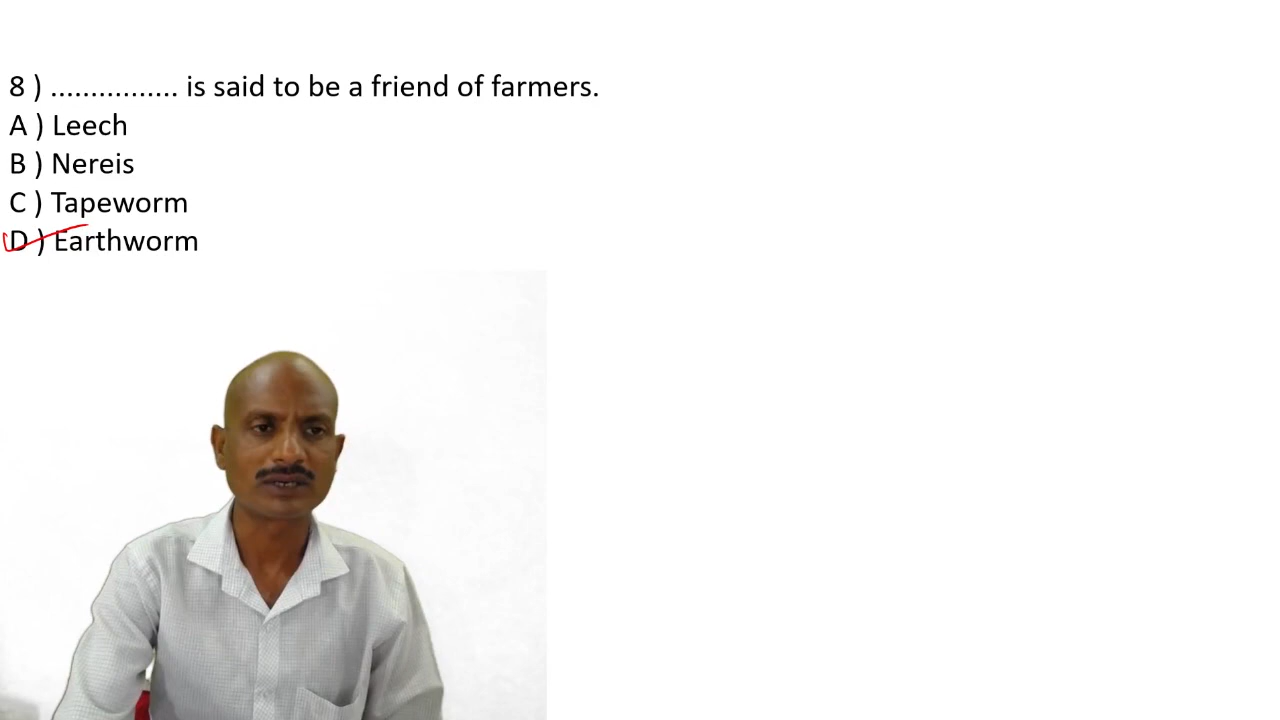 8 ) ................ is said to be a friend of farmers.
A ) Leech
B ) Nereis
C ) Tapeworm
D ) Earthworm